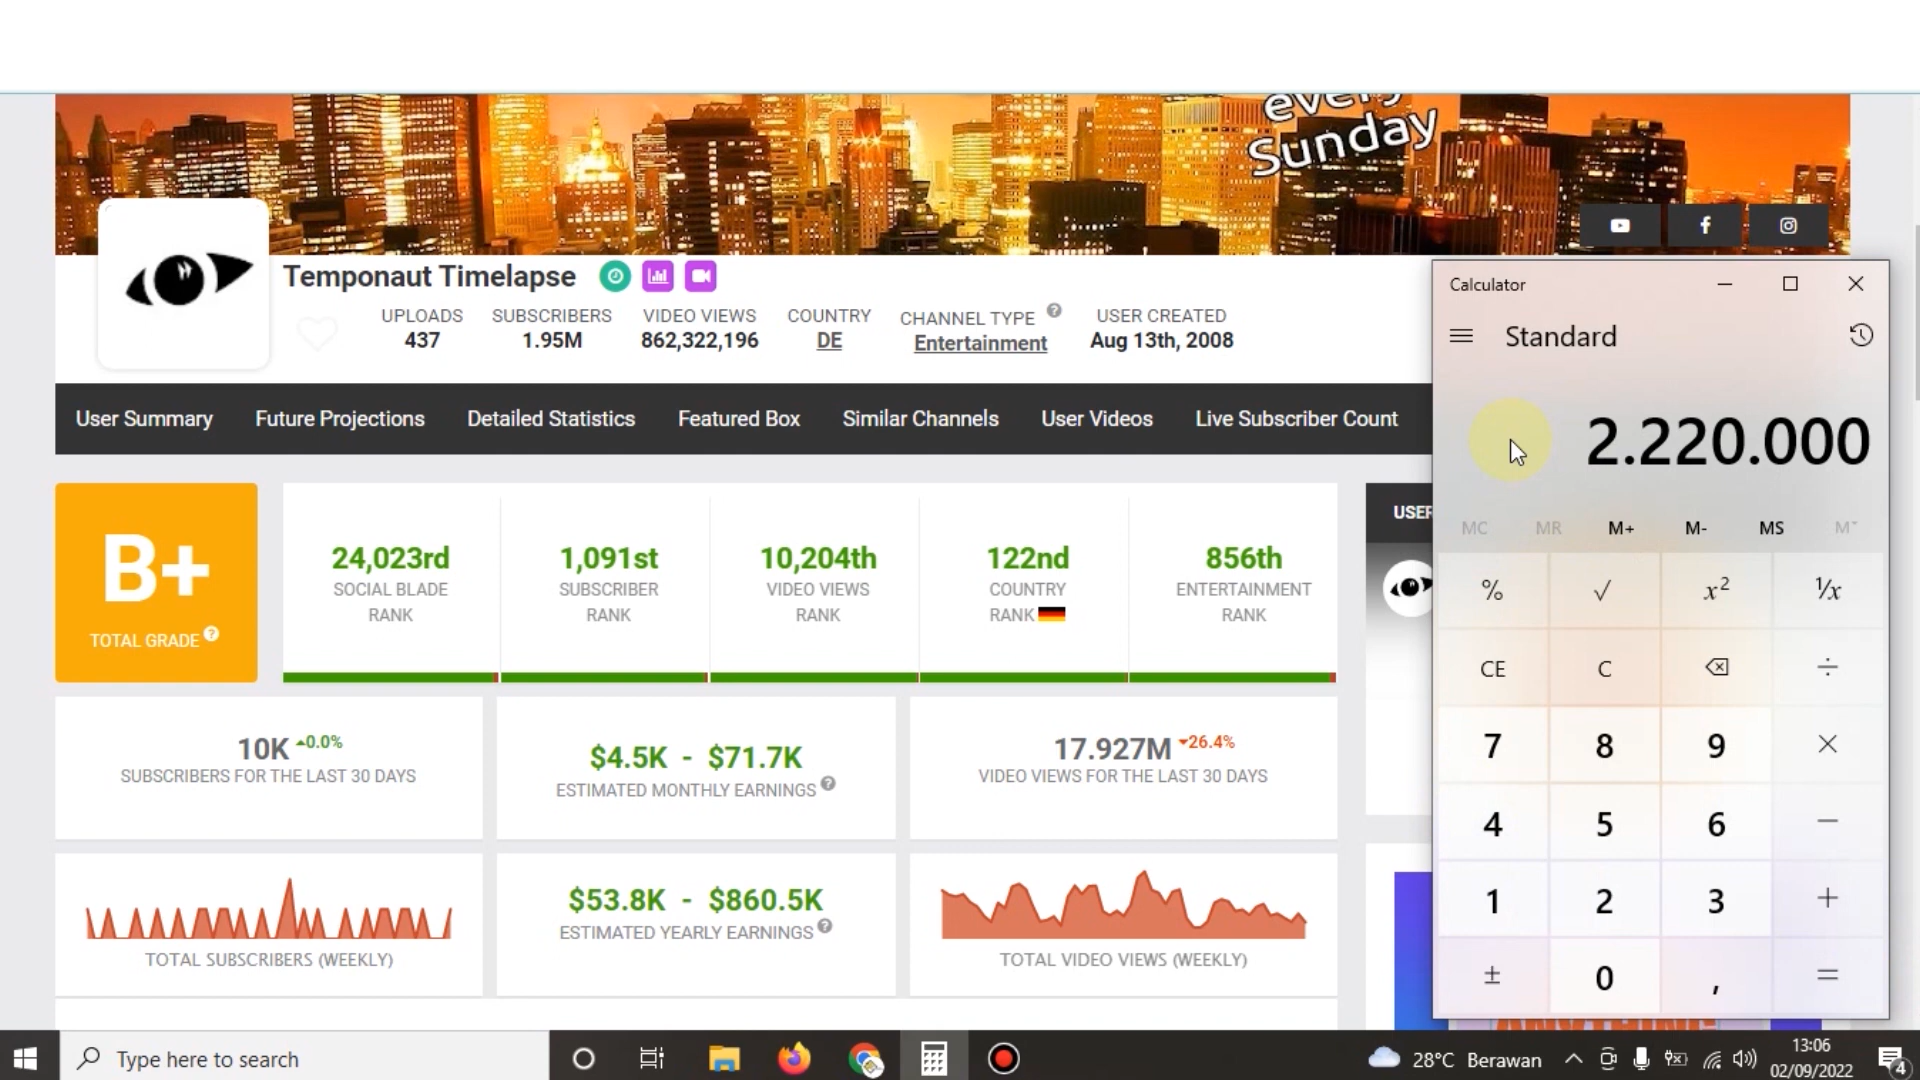 every
Sunday
Temponaut Timelapse
UPLOADS SUBSCRIBERS VIDEO VIEWS COUNTRY CHANNEL TYPE ? USER CREATED
437 1.95M 862,322,196 DE Entertainment Aug 13th, 2008
User Summary Future Projections Detailed Statistics Featured Box Similar Channels User Videos Live Subscriber Count
B+
TOTAL GRADE ?
24,023rd
SOCIAL BLADE
RANK
1,091st
SUBSCRIBER
RANK
10,204th
VIDEO VIEWS
RANK
122nd
COUNTRY
RANK
856th
ENTERTAINMENT
RANK
USER
10K 0.0%
SUBSCRIBERS FOR THE LAST 30 DAYS
$4.5K - $71.7K
ESTIMATED MONTHLY EARNINGS ?
17.927M 26.4%
VIDEO VIEWS FOR THE LAST 30 DAYS
TOTAL SUBSCRIBERS (WEEKLY)
$53.8K - $860.5K
ESTIMATED YEARLY EARNINGS ?
TOTAL VIDEO VIEWS (WEEKLY)
Calculator
Standard
2.220.000
MC MR M+ M- MS M˅
% √ x² ¹/x
CE C ÷
7 8 9 ×
4 5 6 −
1 2 3 +
± 0 , =
Type here to search
28°C Berawan
13:06
02/09/2022
4